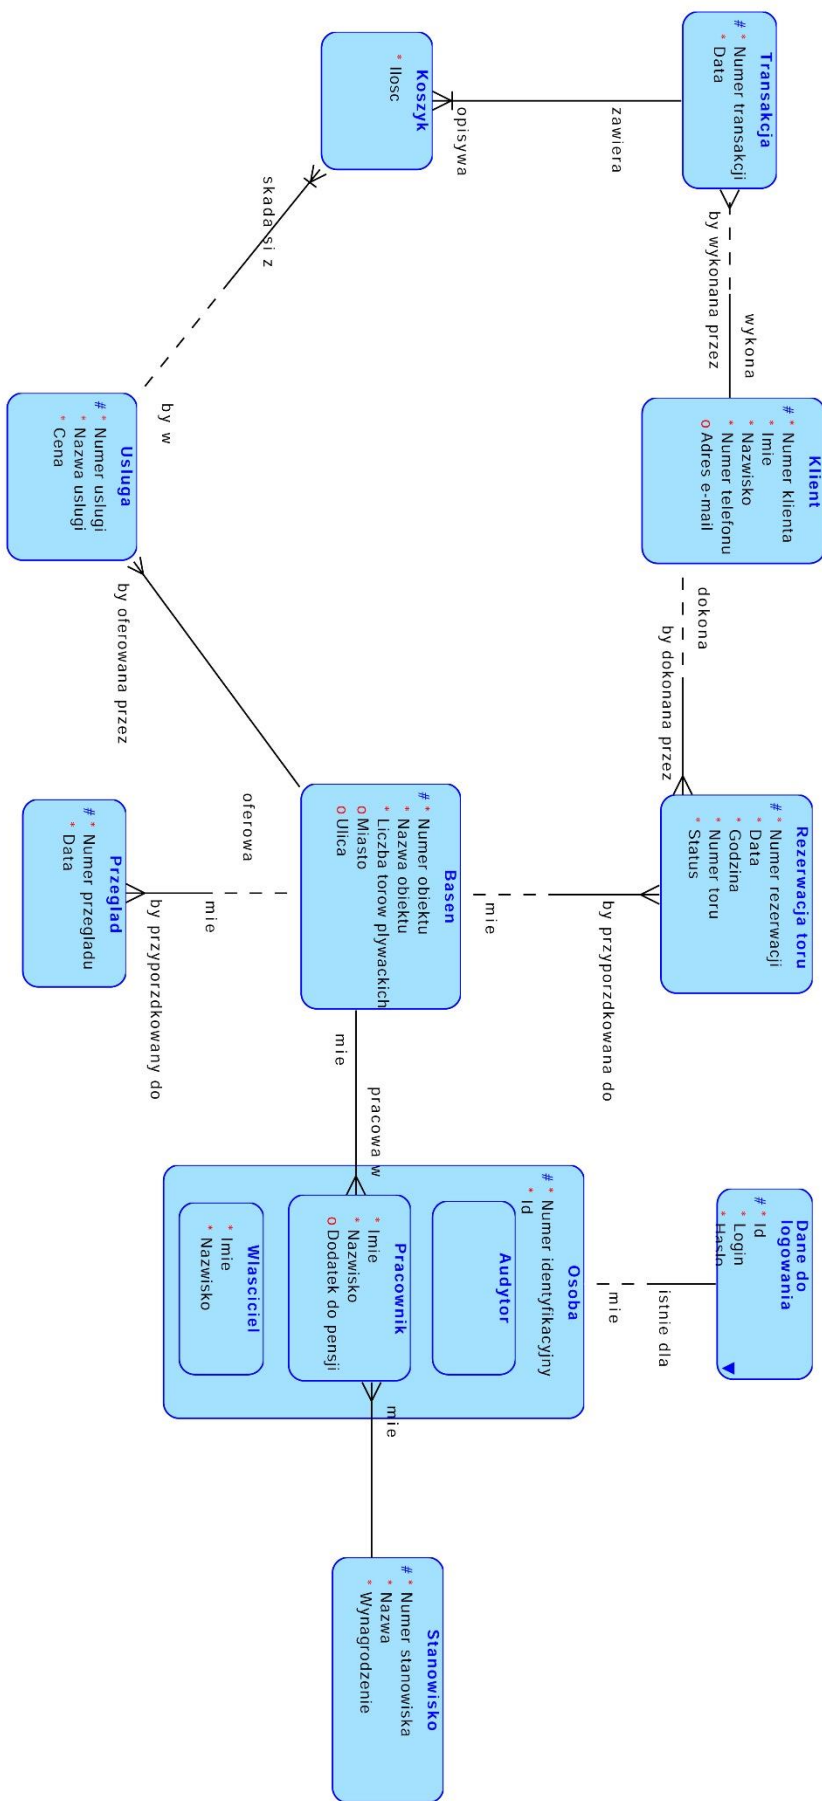 Transakcja
# * Numer transakcji
* Data
zawiera
opisywa
Koszyk
* Ilosc
by wykonana przez
wykona
Klient
# * Numer klienta
* Imie
* Nazwisko
* Numer telefonu
o Adres e-mail
skada si z
by w
Usluga
# * Numer uslugi
* Nazwa uslugi
* Cena
dokona
by dokonana przez
Rezerwacja toru
# * Numer rezerwacji
* Data
* Godzina
* Numer toru
* Status
by oferowana przez
oferowa
Basen
# * Numer obiektu
* Nazwa obiektu
* Liczba torow plywackich
o Miasto
o Ulica
mie
by przyporzdkowana do
Przeglad
# * Numer przegladu
* Data
mie
by przyporzdkowany do
mie
pracowa w
Dane do
logowania
# * Id
* Login
* Haslo
istnie dla
mie
Osoba
# * Numer identyfikacyjny
* Id
Audytor
Pracownik
* Imie
* Nazwisko
o Dodatek do pensji
Wlasciciel
* Imie
* Nazwisko
mie
Stanowisko
# * Numer stanowiska
* Nazwa
* Wynagrodzenie